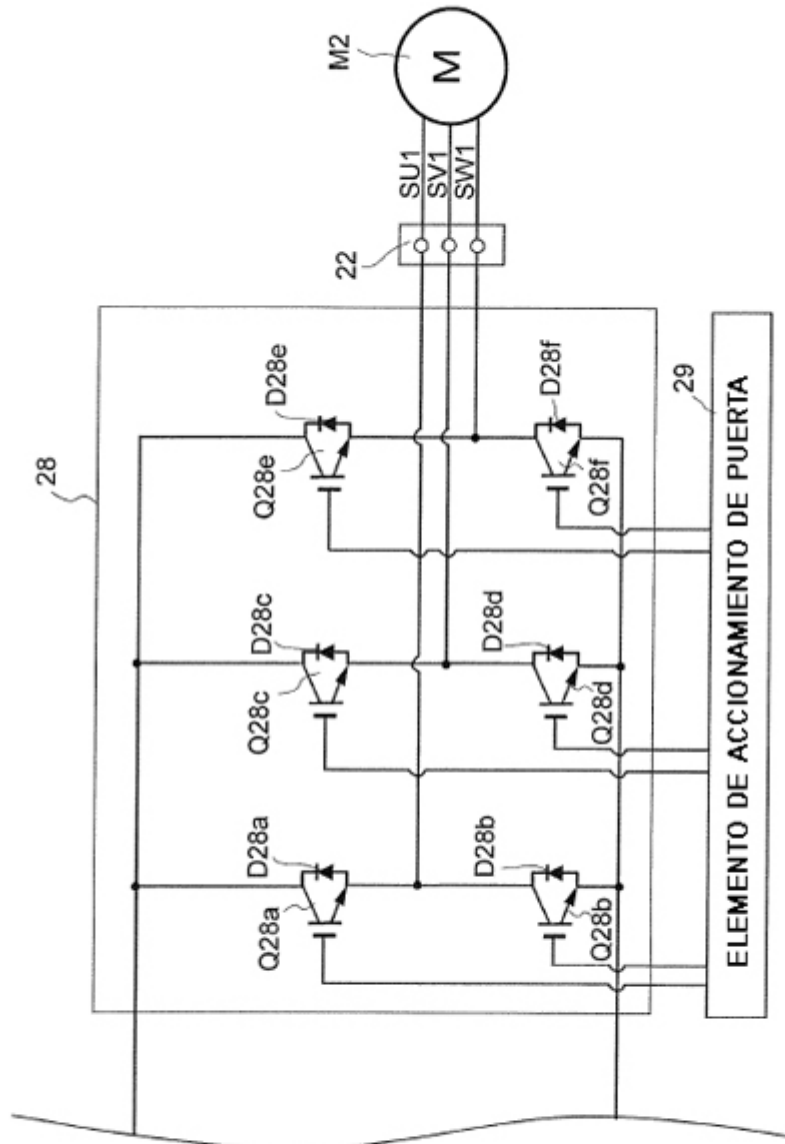 28
Q28a
D28a
Q28c
D28c
Q28e
D28e
Q28b
D28b
Q28d
D28d
Q28f
D28f
22
SU1
SV1
SW1
M2
M
29
ELEMENTO DE ACCIONAMIENTO DE PUERTA